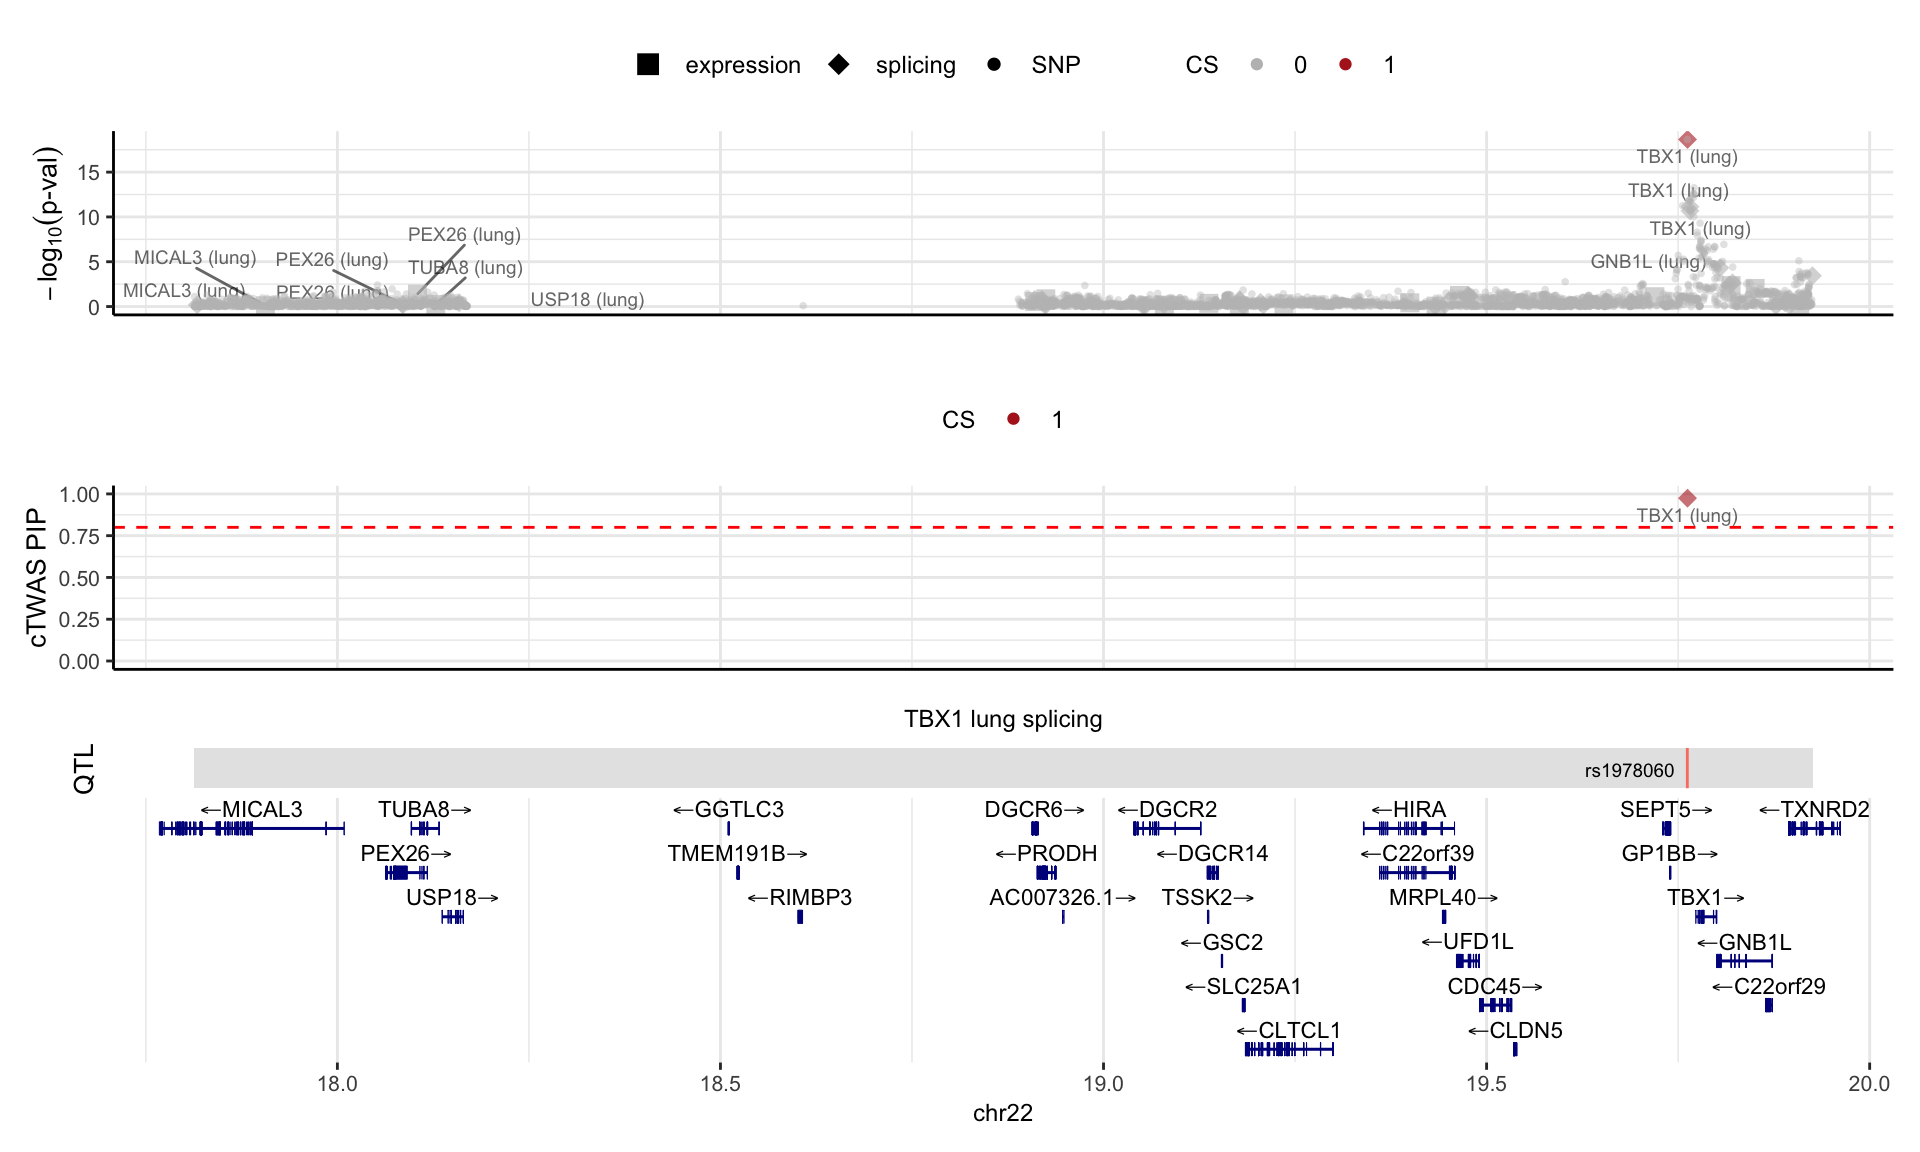 expression splicing SNP CS 0 1
−log10(p-val)
15
10
5
0
TBX1 (lung)
TBX1 (lung)
TBX1 (lung)
GNB1L (lung)
PEX26 (lung)
MICAL3 (lung) PEX26 (lung)
TUBA8 (lung)
MICAL3 (lung) PEX26 (lung)
USP18 (lung)
CS 1
cTWAS PIP
1.00
0.75
0.50
0.25
0.00
TBX1 (lung)
TBX1 lung splicing
QTL
rs1978060
←MICAL3 TUBA8→ ←GGTLC3 DGCR6→ ←DGCR2 ←HIRA SEPT5→ ←TXNRD2
PEX26→ TMEM191B→ ←PRODH ←DGCR14 ←C22orf39 GP1BB→
USP18→ ←RIMBP3 AC007326.1→ TSSK2→ MRPL40→ TBX1→
←GSC2 ←UFD1L ←GNB1L
←SLC25A1 CDC45→ ←C22orf29
←CLTCL1 ←CLDN5
18.0 18.5 19.0 19.5 20.0
chr22